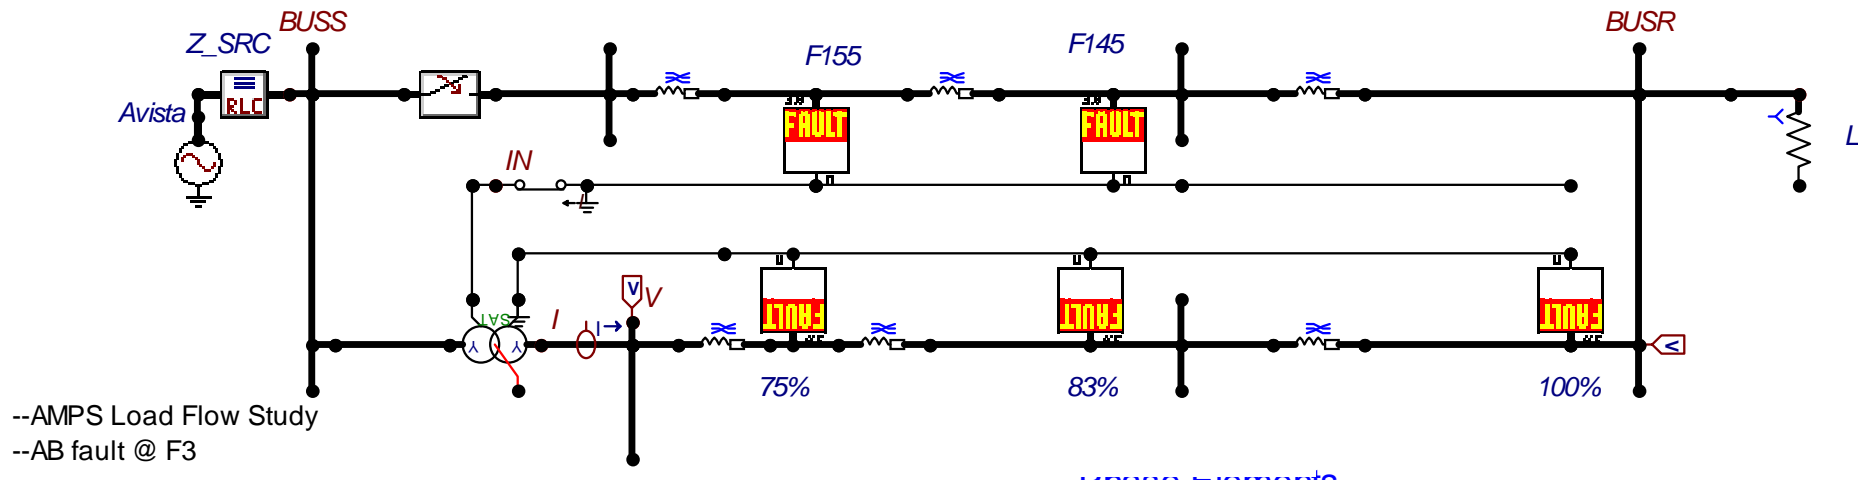 BUSS
BUSR
Z_SRC
F155
F145
RLC
Avista
FAULT
FAULT
L
IN
U
U
U
U
U
V
V
SAT
I
I
FAULT
FAULT
FAULT
Y
Y
Y
V
75%
83%
100%
--AMPS Load Flow Study
--AB fault @ F3